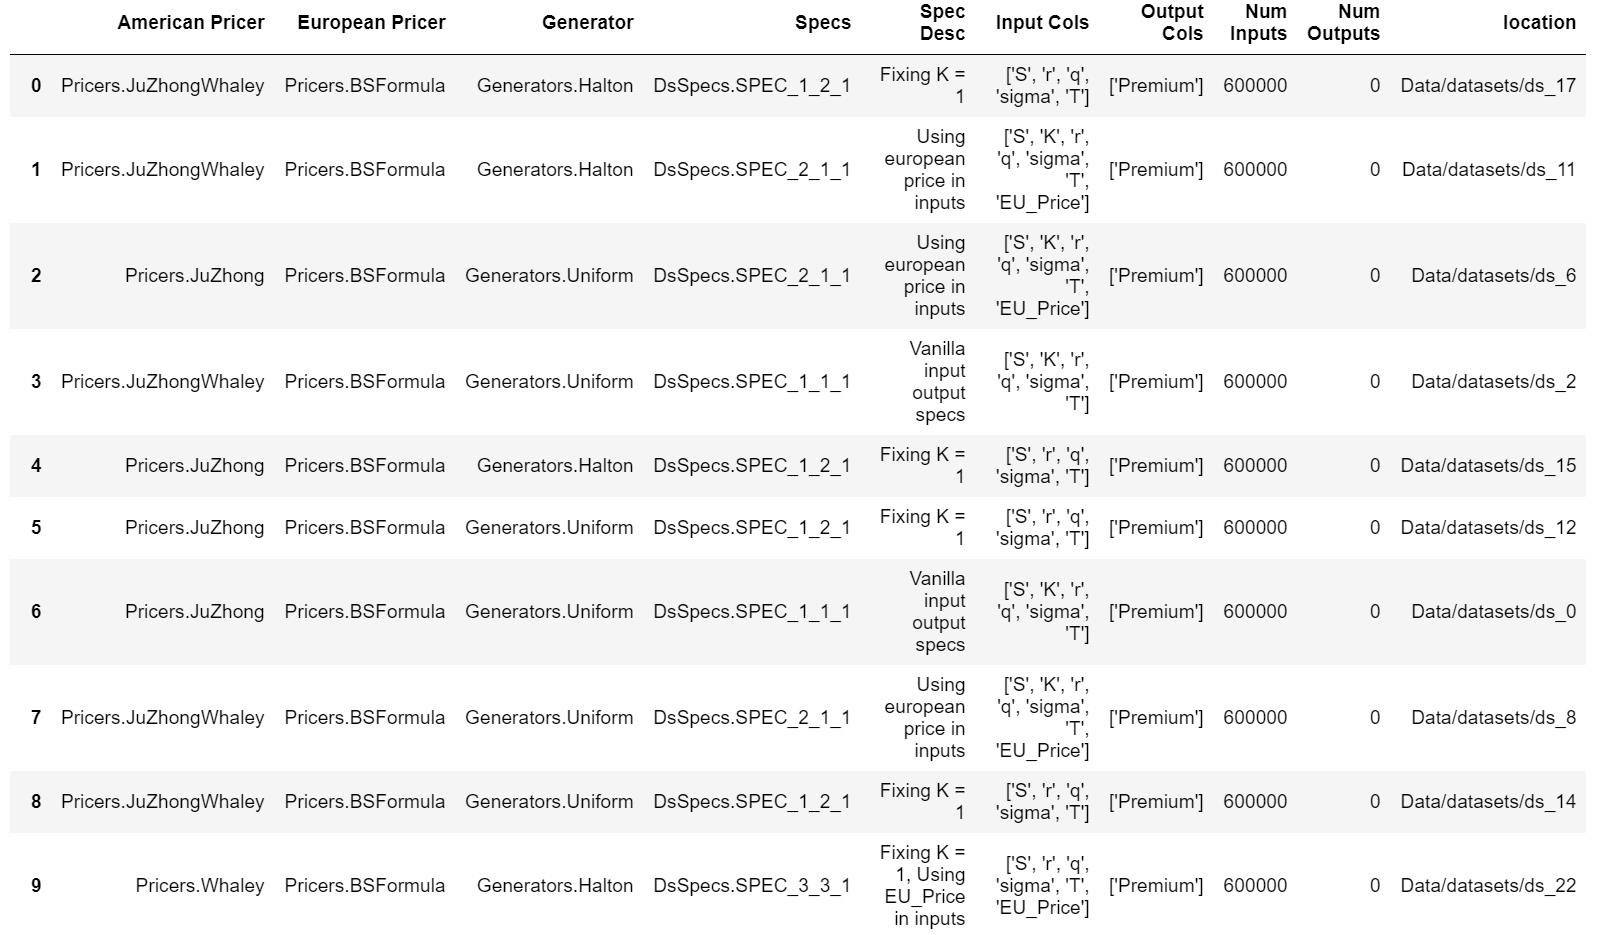 American Pricer European Pricer Generator Specs Spec Desc Input Cols Output Cols Num Inputs Num Outputs location
0 Pricers.JuZhongWhaley Pricers.BSFormula Generators.Halton DsSpecs.SPEC_1_2_1 Fixing K = 1 ['S', 'r', 'q', 'sigma', 'T'] ['Premium'] 600000 0 Data/datasets/ds_17
1 Pricers.JuZhongWhaley Pricers.BSFormula Generators.Halton DsSpecs.SPEC_2_1_1 Using european price in inputs ['S', 'K', 'r', 'q', 'sigma', 'T', 'EU_Price'] ['Premium'] 600000 0 Data/datasets/ds_11
2 Pricers.JuZhong Pricers.BSFormula Generators.Uniform DsSpecs.SPEC_2_1_1 Using european price in inputs ['S', 'K', 'r', 'q', 'sigma', 'T', 'EU_Price'] ['Premium'] 600000 0 Data/datasets/ds_6
3 Pricers.JuZhongWhaley Pricers.BSFormula Generators.Uniform DsSpecs.SPEC_1_1_1 Vanilla input output specs ['S', 'K', 'r', 'q', 'sigma', 'T'] ['Premium'] 600000 0 Data/datasets/ds_2
4 Pricers.JuZhong Pricers.BSFormula Generators.Halton DsSpecs.SPEC_1_2_1 Fixing K = 1 ['S', 'r', 'q', 'sigma', 'T'] ['Premium'] 600000 0 Data/datasets/ds_15
5 Pricers.JuZhong Pricers.BSFormula Generators.Uniform DsSpecs.SPEC_1_2_1 Fixing K = 1 ['S', 'r', 'q', 'sigma', 'T'] ['Premium'] 600000 0 Data/datasets/ds_12
6 Pricers.JuZhong Pricers.BSFormula Generators.Uniform DsSpecs.SPEC_1_1_1 Vanilla input output specs ['S', 'K', 'r', 'q', 'sigma', 'T'] ['Premium'] 600000 0 Data/datasets/ds_0
7 Pricers.JuZhongWhaley Pricers.BSFormula Generators.Uniform DsSpecs.SPEC_2_1_1 Using european price in inputs ['S', 'K', 'r', 'q', 'sigma', 'T', 'EU_Price'] ['Premium'] 600000 0 Data/datasets/ds_8
8 Pricers.JuZhongWhaley Pricers.BSFormula Generators.Uniform DsSpecs.SPEC_1_2_1 Fixing K = 1 ['S', 'r', 'q', 'sigma', 'T'] ['Premium'] 600000 0 Data/datasets/ds_14
9 Pricers.Whaley Pricers.BSFormula Generators.Halton DsSpecs.SPEC_3_3_1 Fixing K = 1, Using EU_Price in inputs ['S', 'r', 'q', 'sigma', 'T', 'EU_Price'] ['Premium'] 600000 0 Data/datasets/ds_22